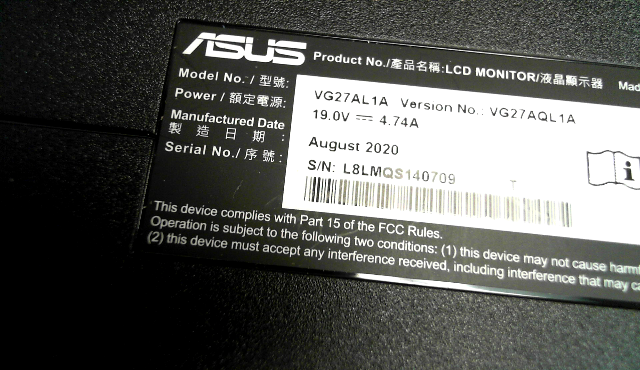 ASUS Product No./產品名稱:LCD MONITOR/液晶顯示器 Mad
Model No./型號: VG27AL1A Version No.: VG27AQL1A
Power/額定電源: 19.0V ⎓ 4.74A
Manufactured Date
製造日期: August 2020
Serial No./序號: S/N: L8LMQS140709
This device complies with Part 15 of the FCC Rules.
Operation is subject to the following two conditions: (1) this device may not cause harmf
(2) this device must accept any interference received, including interference that may ca